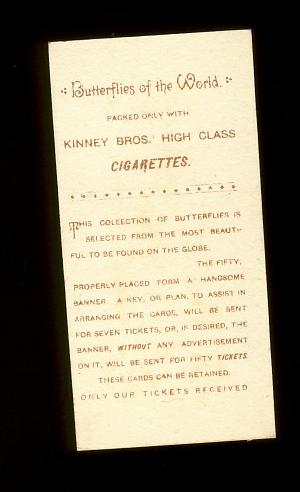 Butterflies of the World.
PACKED ONLY WITH
KINNEY BROS.' HIGH CLASS
CIGARETTES.
THIS COLLECTION OF BUTTERFLIES IS
SELECTED FROM THE MOST BEAUTI-
FUL TO BE FOUND ON THE GLOBE.
THE FIFTY,
PROPERLY PLACED FORM A HANDSOME
BANNER. A KEY, OR PLAN, TO ASSIST IN
ARRANGING THE CARDS, WILL BE SENT
FOR SEVEN TICKETS, OR, IF DESIRED, THE
BANNER, WITHOUT ANY ADVERTISEMENT
ON IT, WILL BE SENT FOR FIFTY TICKETS.
THESE CARDS CAN BE RETAINED.
ONLY OUR TICKETS RECEIVED